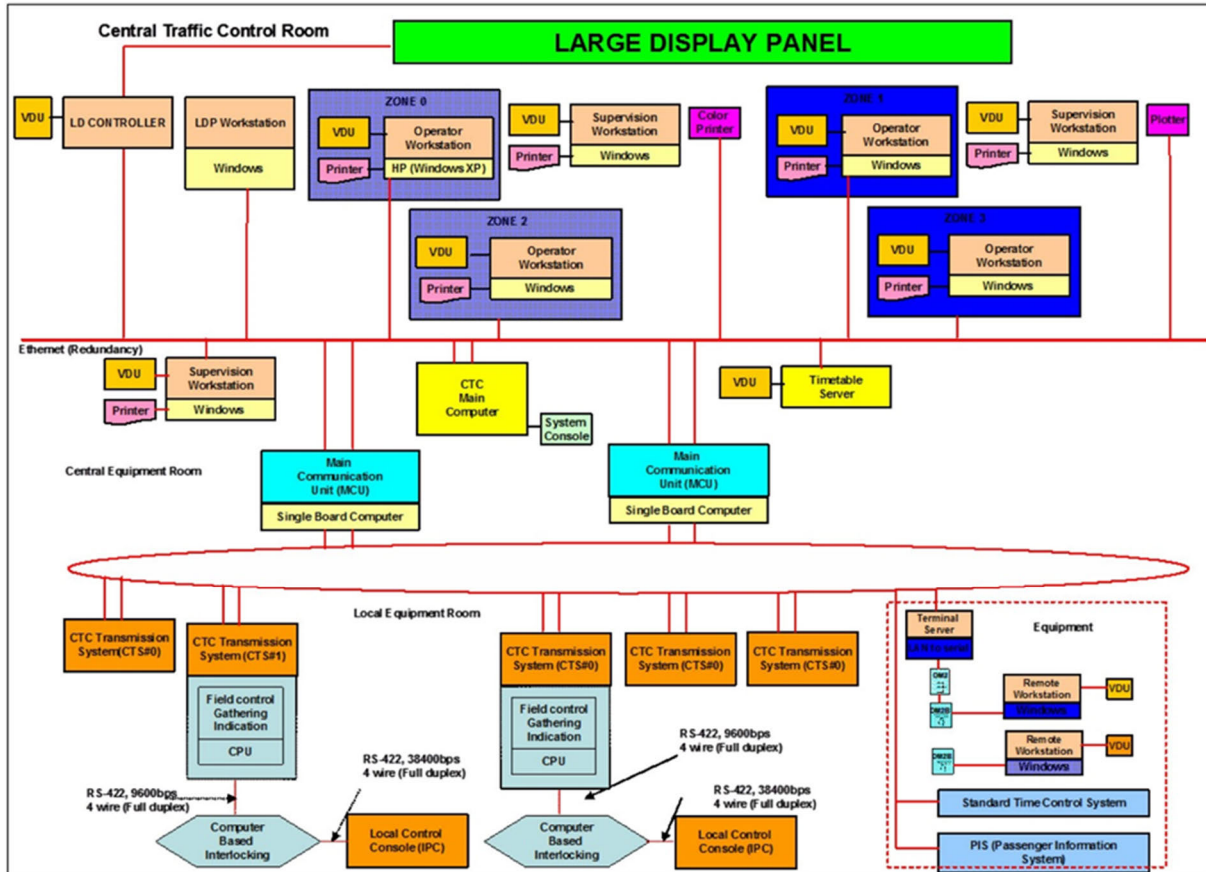 Central Traffic Control Room
LARGE DISPLAY PANEL
VDU
LD CONTROLLER
LDP Workstation
Windows
ZONE 0
VDU
Operator
Workstation
Printer
HP (Windows XP)
VDU
Supervision
Workstation
Printer
Windows
Color
Printer
ZONE 1
VDU
Operator
Workstation
Printer
Windows
VDU
Supervision
Workstation
Printer
Windows
Plotter
ZONE 2
VDU
Operator
Workstation
Printer
Windows
ZONE 3
VDU
Operator
Workstation
Printer
Windows
Ethernet (Redundancy)
VDU
Supervision
Workstation
Printer
Windows
CTC
Main
Computer
System
Console
VDU
Timetable
Server
Central Equipment Room
Main
Communication
Unit (MCU)
Single Board Computer
Main
Communication
Unit (MCU)
Single Board Computer
Local Equipment Room
CTC Transmission
System(CTS#0)
CTC Transmission
System (CTS#1)
Field control
Gathering
Indication
CPU
CTC Transmission
System (CTS#0)
Field control
Gathering
Indication
CPU
CTC Transmission
System (CTS#0)
CTC Transmission
System (CTS#0)
Terminal
Server
LAN to serial
Equipment
DM2
DM2B
Remote
Workstation
Windows
VDU
DM2B
Remote
Workstation
Windows
VDU
Standard Time Control System
PIS (Passenger Information
System)
RS-422, 9600bps
4 wire (Full duplex)
RS-422, 38400bps
4 wire (Full duplex)
RS-422, 9600bps
4 wire (Full duplex)
RS-422, 38400bps
4 wire (Full duplex)
Computer
Based
Interlocking
Local Control
Console (IPC)
Computer
Based
Interlocking
Local Control
Console (IPC)